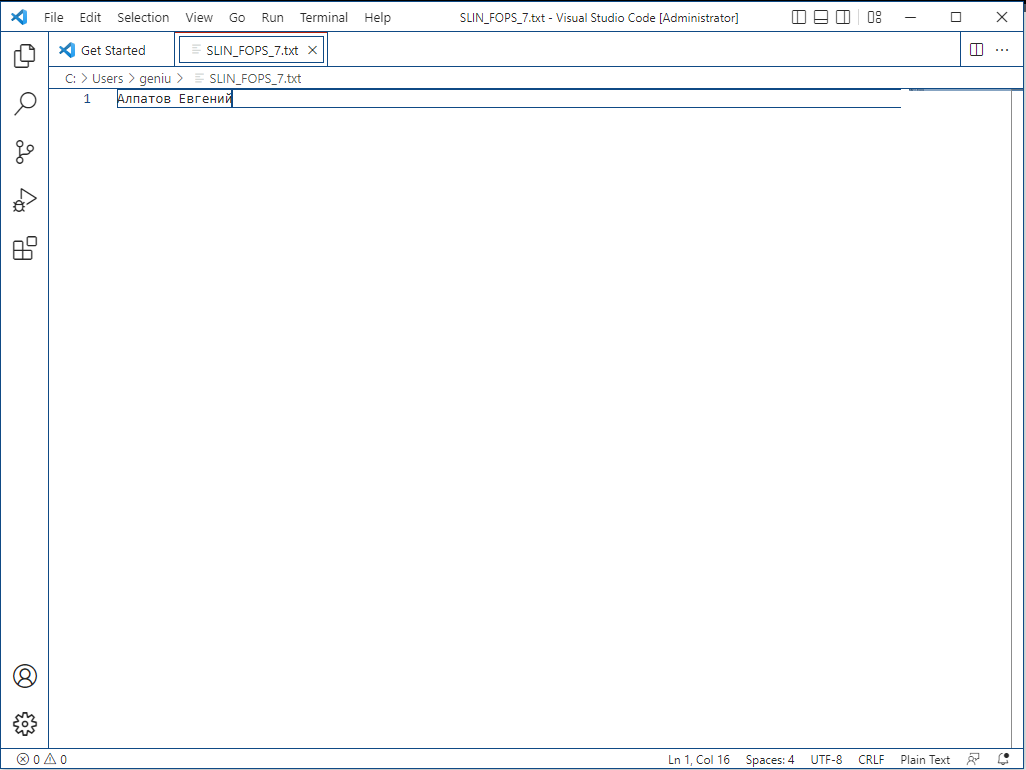 File Edit Selection View Go Run Terminal Help SLIN_FOPS_7.txt - Visual Studio Code [Administrator]
Get Started SLIN_FOPS_7.txt
C: > Users > geniu > SLIN_FOPS_7.txt
1 Алпатов Евгений
0 0 Ln 1, Col 16 Spaces: 4 UTF-8 CRLF Plain Text